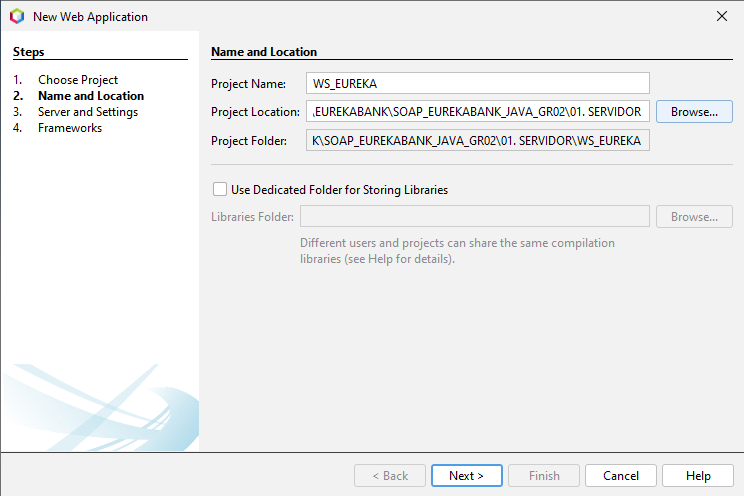 New Web Application
Steps
1. Choose Project
2. Name and Location
3. Server and Settings
4. Frameworks
Name and Location
Project Name: WS_EUREKA
Project Location: .EUREKABANK\SOAP_EUREKABANK_JAVA_GR02\01. SERVIDOR Browse...
Project Folder: K\SOAP_EUREKABANK_JAVA_GR02\01. SERVIDOR\WS_EUREKA
Use Dedicated Folder for Storing Libraries
Libraries Folder: Browse...
Different users and projects can share the same compilation
libraries (see Help for details).
< Back Next > Finish Cancel Help